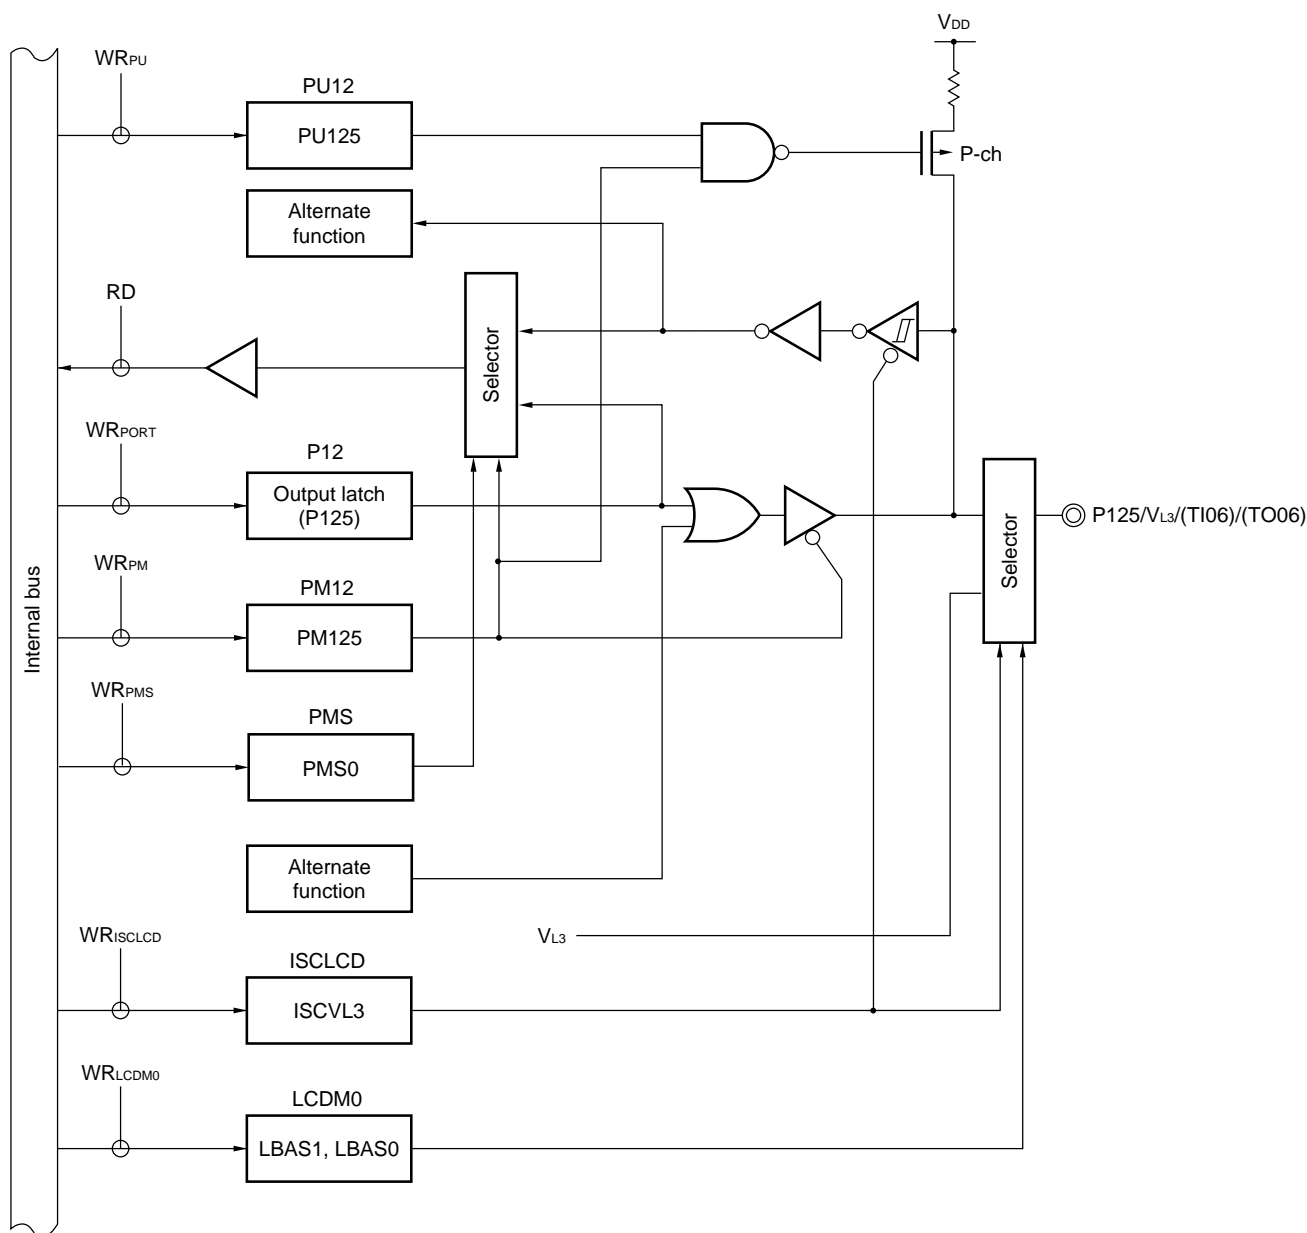 VDD
WRPU
PU12
PU125
P-ch
Alternate
function
RD
Selector
WRPORT
P12
Output latch
(P125)
P125/VL3/(TI06)/(TO06)
Selector
WRPM
PM12
PM125
Internal bus
WRPMS
PMS
PMS0
Alternate
function
VL3
WRISCLCD
ISCLCD
ISCVL3
WRLCDM0
LCDM0
LBAS1, LBAS0